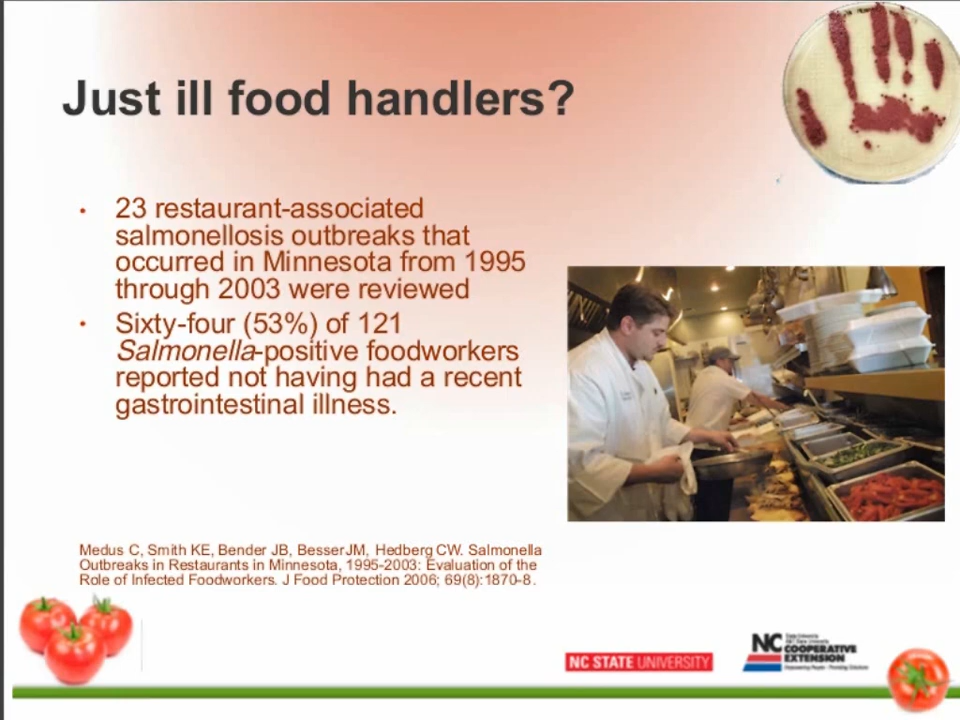 Just ill food handlers?
• 23 restaurant-associated
salmonellosis outbreaks that
occurred in Minnesota from 1995
through 2003 were reviewed
• Sixty-four (53%) of 121
Salmonella-positive foodworkers
reported not having had a recent
gastrointestinal illness.
Medus C, Smith KE, Bender JB, BesserJM, Hedberg CW. Salmonella
Outbreaks in Restaurants in Minnesota, 1995-2003: Evaluation of the
Role of Infected Foodworkers. J Food Protection 2006; 69(8):1870-8.
NC STATE UNIVERSITY
NC
COOPERATIVE
EXTENSION